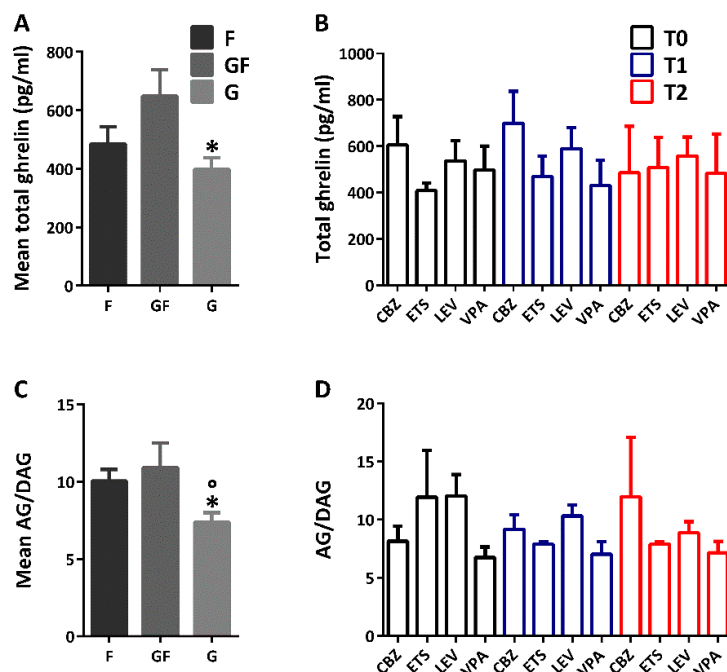 A
Mean total ghrelin (pg/ml)
800
600
400
200
0
F
GF
G
*
F
GF
G
B
Total ghrelin (pg/ml)
1000
800
600
400
200
0
T0
T1
T2
CBZ
ETS
LEV
VPA
CBZ
ETS
LEV
VPA
CBZ
ETS
LEV
VPA
C
Mean AG/DAG
15
10
5
0
°
*
F
GF
G
D
AG/DAG
20
15
10
5
0
CBZ
ETS
LEV
VPA
CBZ
ETS
LEV
VPA
CBZ
ETS
LEV
VPA